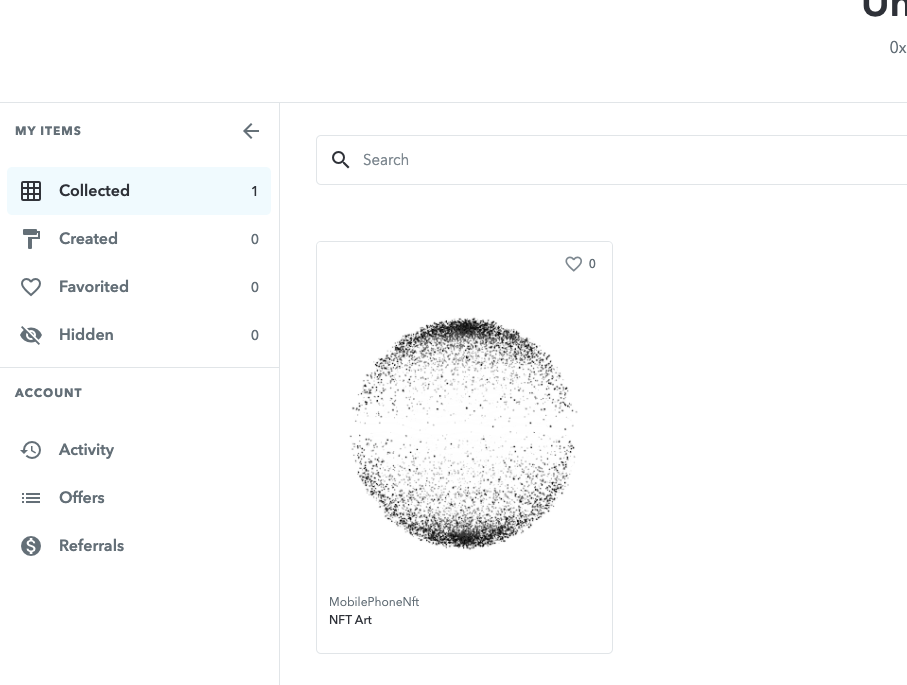 0x
MY ITEMS
Collected 1
Created 0
Favorited 0
Hidden 0
ACCOUNT
Activity
Offers
Referrals
Search
0
MobilePhoneNft
NFT Art